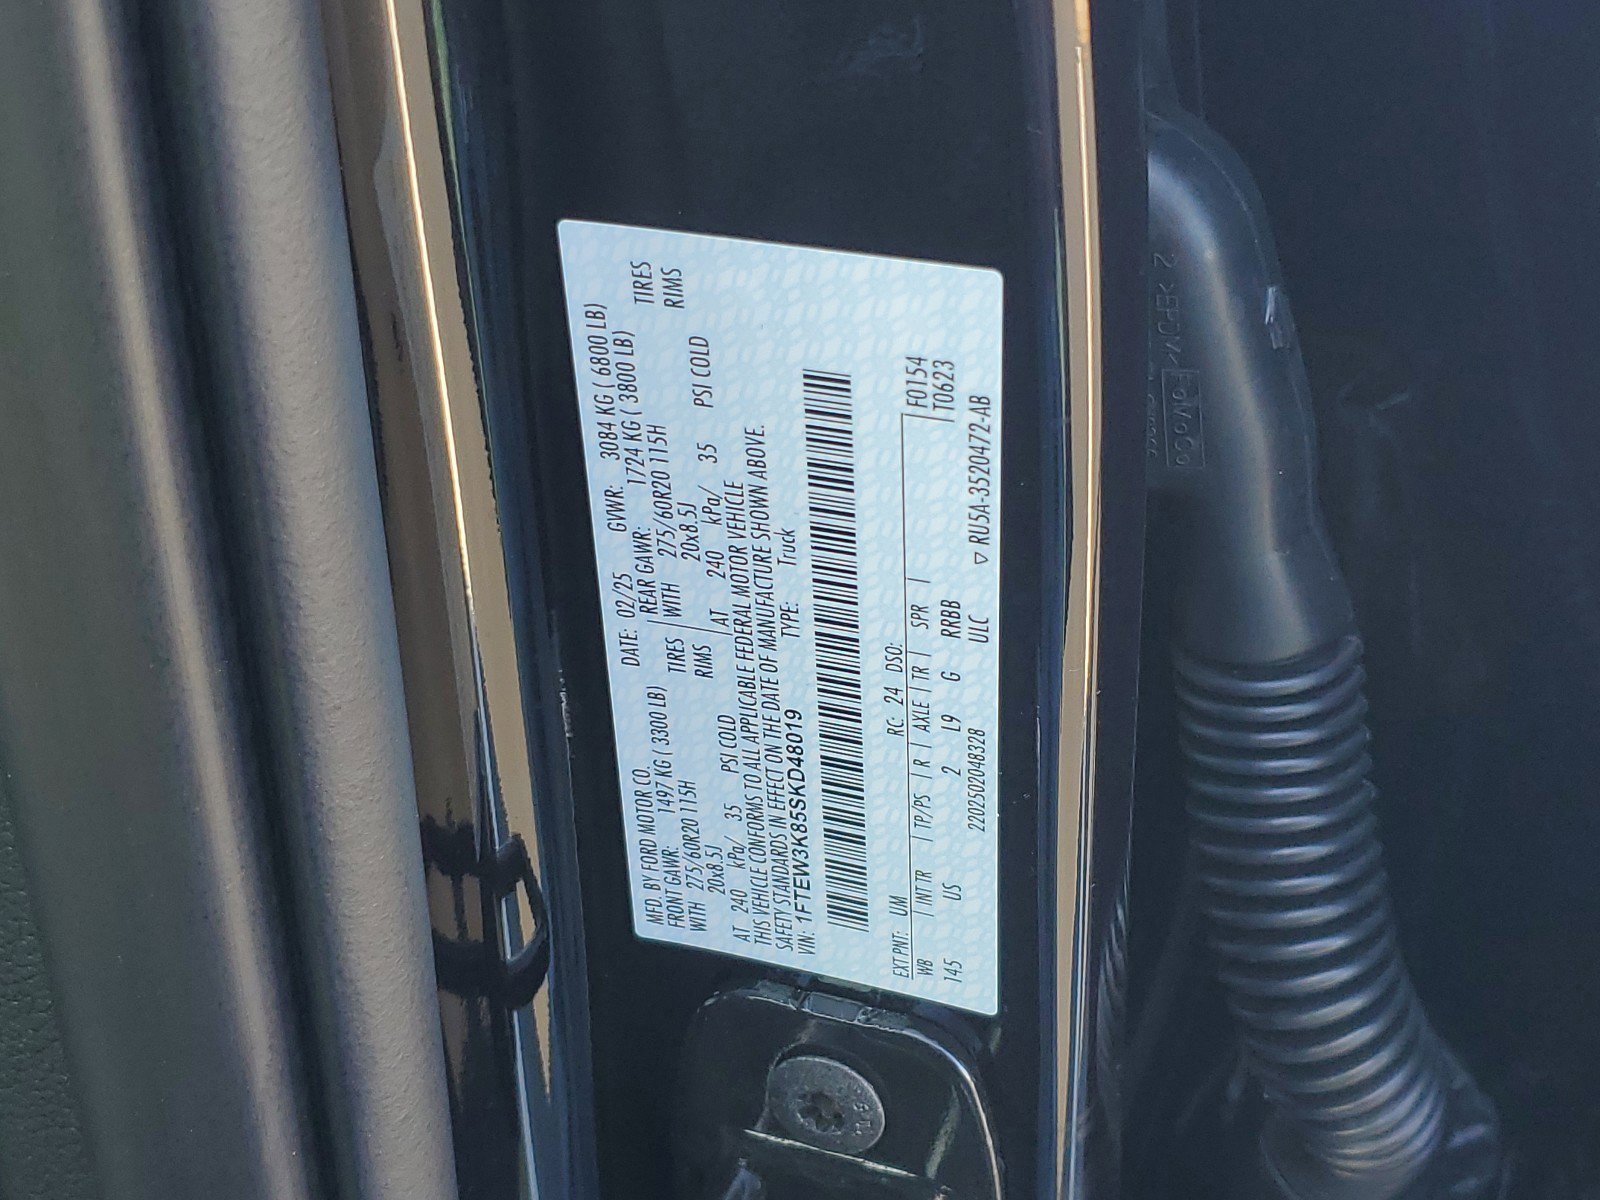 MFD. BY FORD MOTOR CO. DATE: 02/25 GVWR: 3084 KG ( 6800 LB)
FRONT GAWR: 1497 KG ( 3300 LB) REAR GAWR: 1724 KG ( 3800 LB)
WITH 275/60R20 115H TIRES WITH 275/60R20 115H TIRES
20x8.5J RIMS 20x8.5J RIMS
AT 240 kPa/ 35 PSI COLD AT 240 kPa/ 35 PSI COLD
THIS VEHICLE CONFORMS TO ALL APPLICABLE FEDERAL MOTOR VEHICLE
SAFETY STANDARDS IN EFFECT ON THE DATE OF MANUFACTURE SHOWN ABOVE.
VIN: 1FTEW3K85SKD48019 TYPE: Truck
EXT PNT: UM RC: 24 DSO: F0154
WB INT TR TP/PS R AXLE TR SPR T0623
145 US 2 L9 G RRBB
2202502048328 ULC ▽ RU5A-3520472-AB